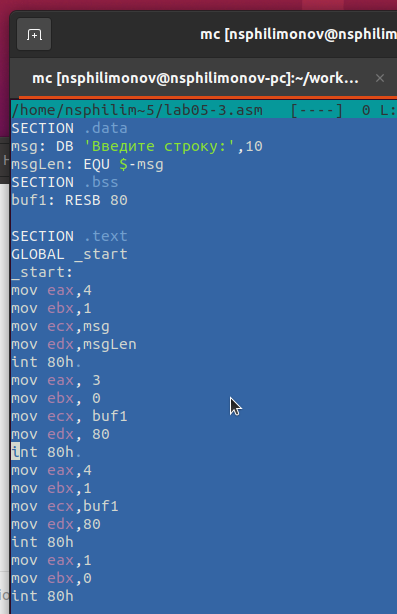 mc [nsphilimonov@nsphilim
mc [nsphilimonov@nsphilimonov-pc]:~/work... ×
/home/nsphilim~5/lab05-3.asm [----] 0 L:
SECTION .data
msg: DB 'Введите строку:',10
msgLen: EQU $-msg
SECTION .bss
buf1: RESB 80
SECTION .text
GLOBAL _start
_start:
mov eax,4
mov ebx,1
mov ecx,msg
mov edx,msgLen
int 80h.
mov eax, 3
mov ebx, 0
mov ecx, buf1
mov edx, 80
int 80h.
mov eax,4
mov ebx,1
mov ecx,buf1
mov edx,80
int 80h
mov eax,1
mov ebx,0
int 80h